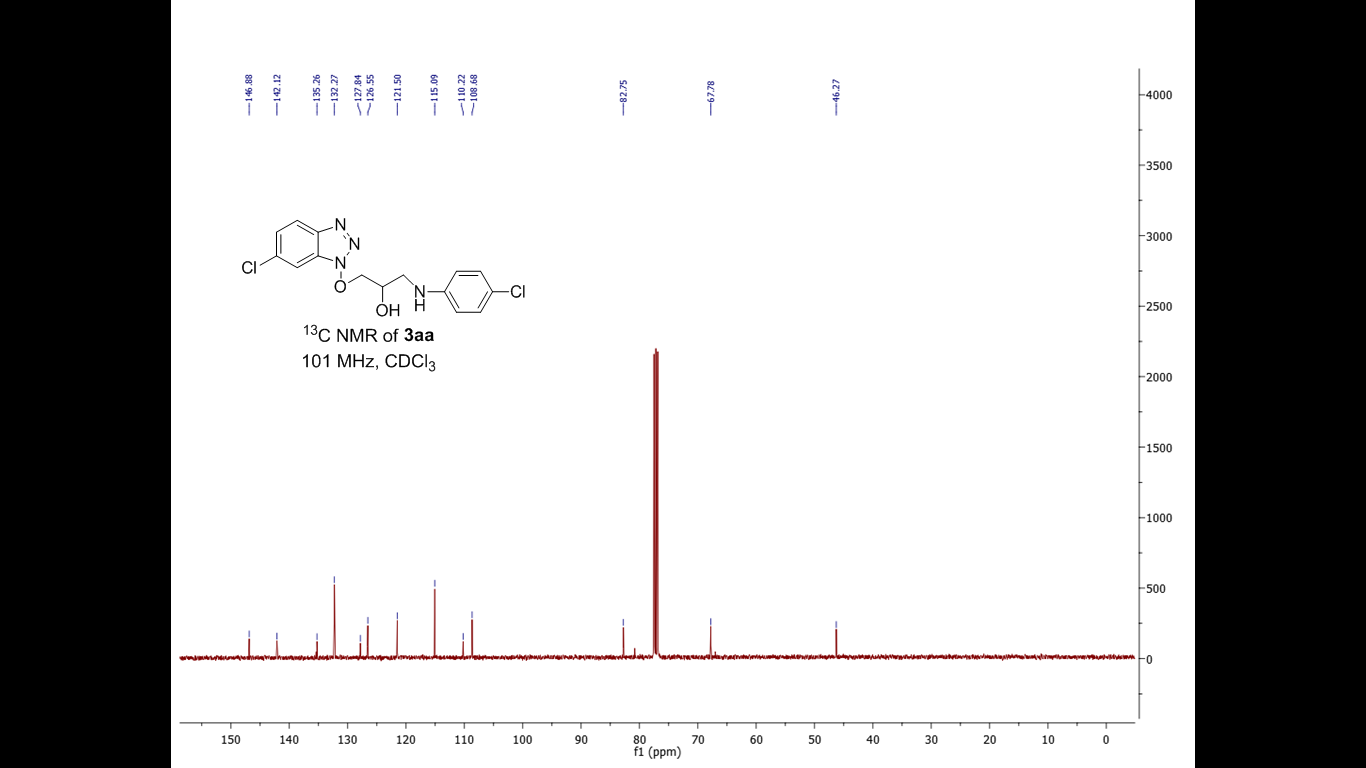 146.88
142.12
135.26
132.27
127.84
126.55
121.50
115.09
110.22
108.68
82.75
67.78
46.27
4000
3500
3000
2500
2000
1500
1000
500
0
N
N
N
Cl
O
OH
N
H
Cl
¹³C NMR of 3aa
101 MHz, CDCl₃
150 140 130 120 110 100 90 80 70 60 50 40 30 20 10 0
f1 (ppm)